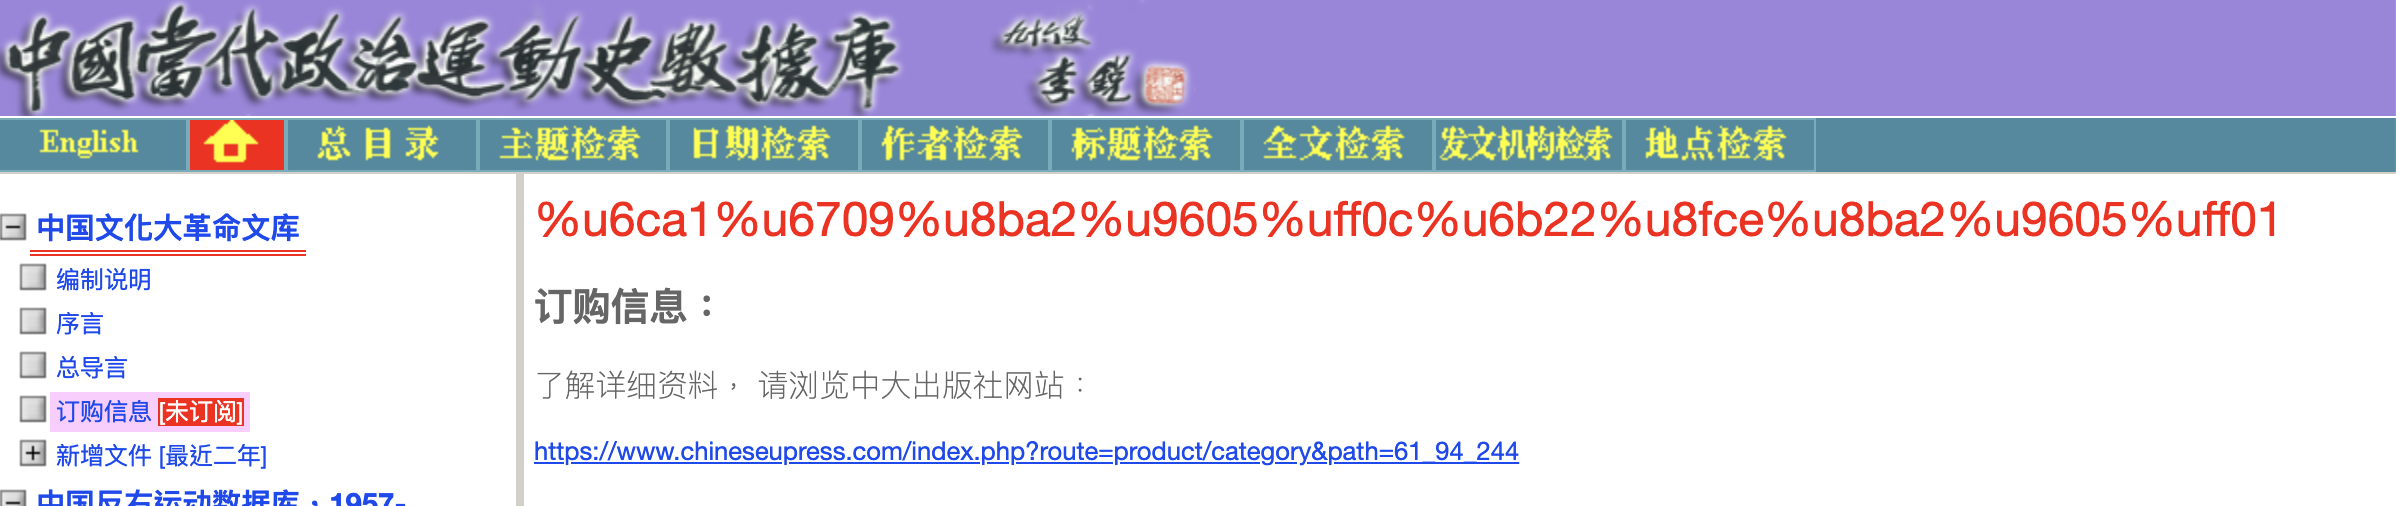 中國當代政治運動史數據庫
李銳
English
总目录
主题检索
日期检索
作者检索
标题检索
全文检索
发文机构检索
地点检索
中国文化大革命文库
编制说明
序言
总导言
订购信息 [未订阅]
新增文件 [最近二年]
中国反右运动数据库，1957-
%u6ca1%u6709%u8ba2%u9605%uff0c%u6b22%u8fce%u8ba2%u9605%uff01
订购信息：
了解详细资料， 请浏览中大出版社网站：
https://www.chineseupress.com/index.php?route=product/category&path=61_94_244